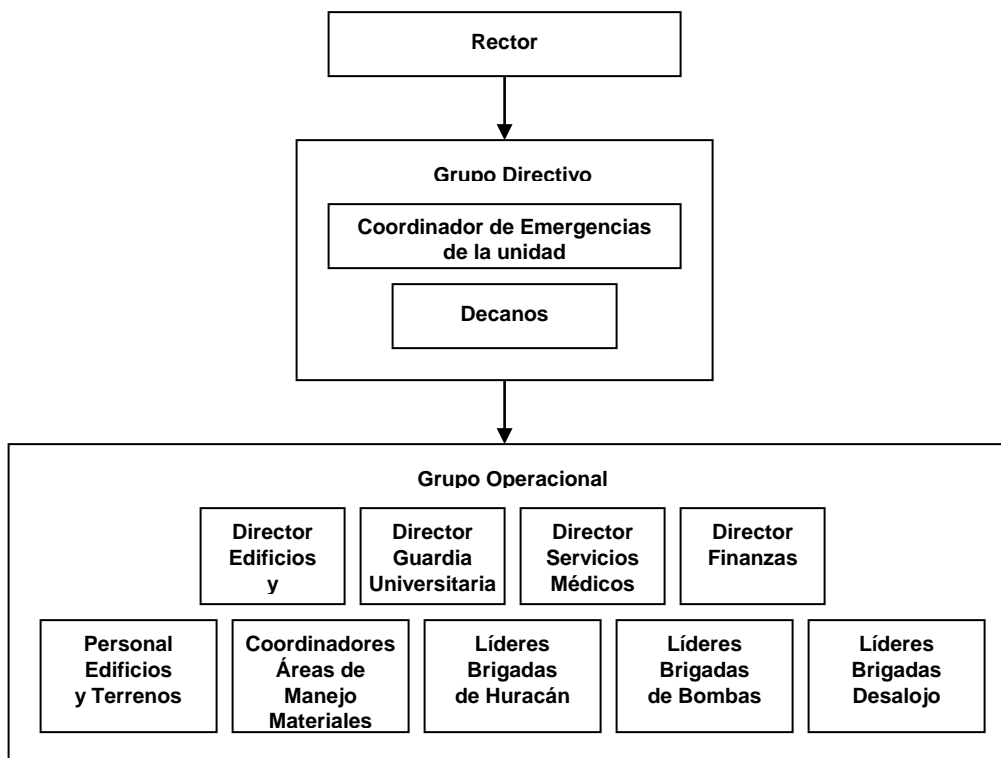 Rector
Grupo Directivo
Coordinador de Emergencias
de la unidad
Decanos
Grupo Operacional
Director
Edificios
y
Director
Guardia
Universitaria
Director
Servicios
Médicos
Director
Finanzas
Personal
Edificios
y Terrenos
Coordinadores
Áreas de
Manejo
Materiales
Líderes
Brigadas
de Huracán
Líderes
Brigadas
de Bombas
Líderes
Brigadas
Desalojo